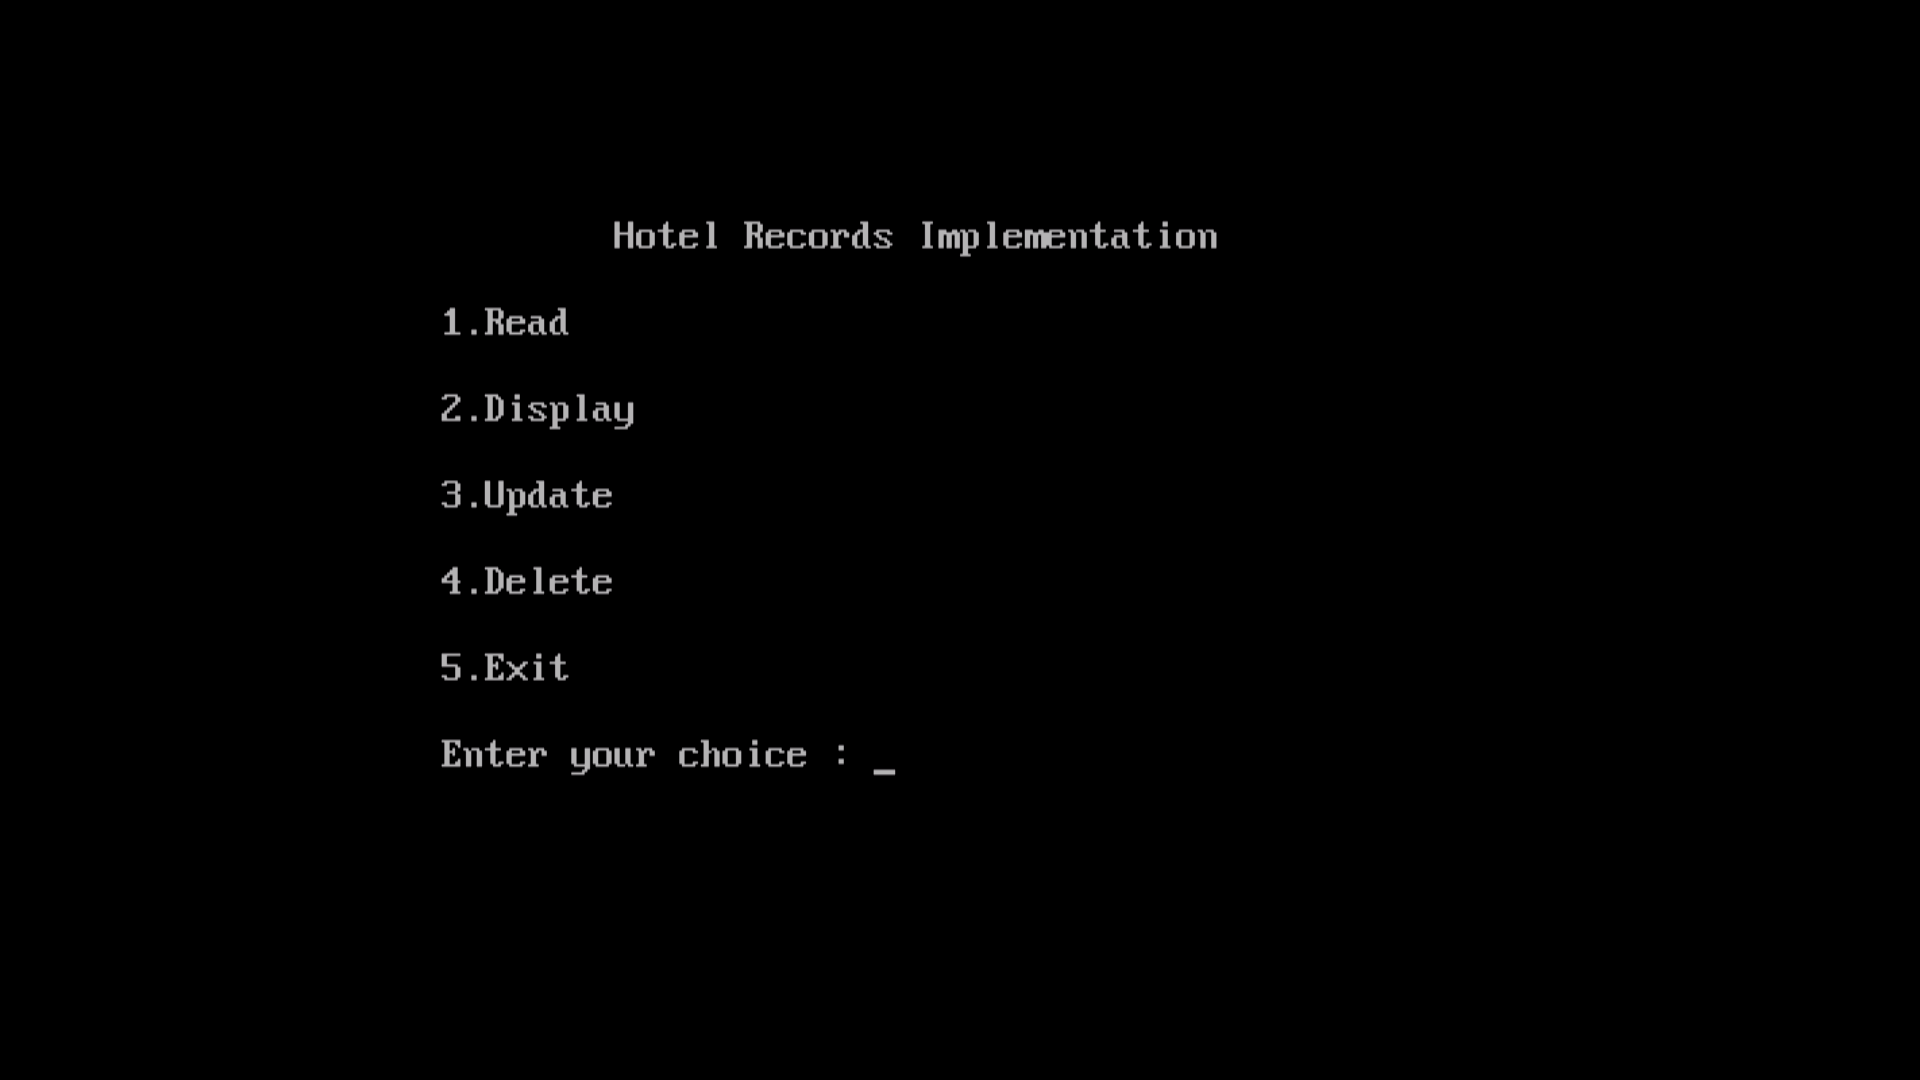 Hotel Records Implementation
1.Read
2.Display
3.Update
4.Delete
5.Exit
Enter your choice : _